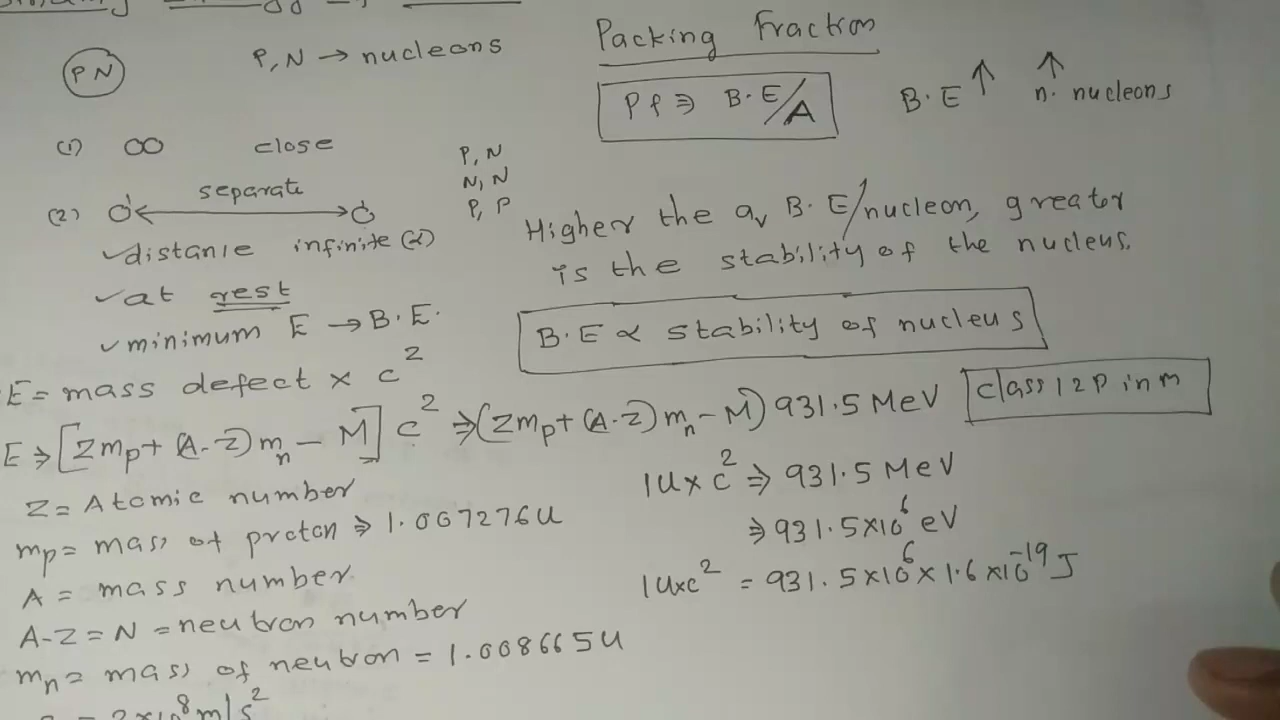 P N
P, N → nucleons
(1) ∞ close
(2) separate
P, N
N, N
P, P
✓distanle infinite (α)
✓at rest
✓minimum E → B.E.
E = mass defect × c²
E ⇒ [Zmp + (A-Z)mn - M] c² ⇒ (Zmp + (A-Z)mn - M) 931.5 MeV
Z = Atomic number
mp = mass of proton ⇒ 1.007276U
A = mass number.
A-Z = N = neutron number
mn = mass of neutron = 1.008665U
Packing Fraction
Pf ⇒ B.E/A
B.E ↑ ↑ n. nucleons
Higher the av B.E/nucleon, greater
is the stability of the nucleus.
B.E α stability of nucleus
class 12 P in m
1U×c² ⇒ 931.5 MeV
⇒ 931.5×10⁶ eV
1U×c² = 931.5×10⁶×1.6×10⁻¹⁹ J